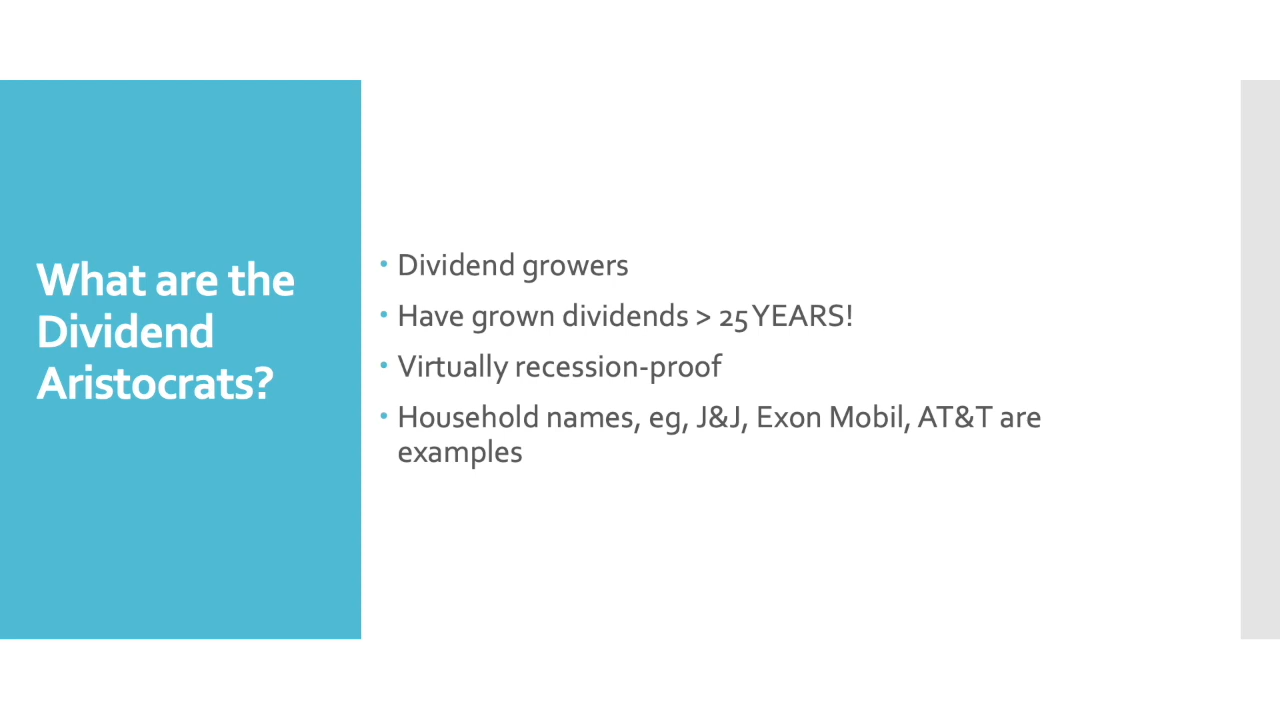 What are the
Dividend
Aristocrats?
• Dividend growers
• Have grown dividends > 25 YEARS!
• Virtually recession-proof
• Household names, eg, J&J, Exon Mobil, AT&T are
examples